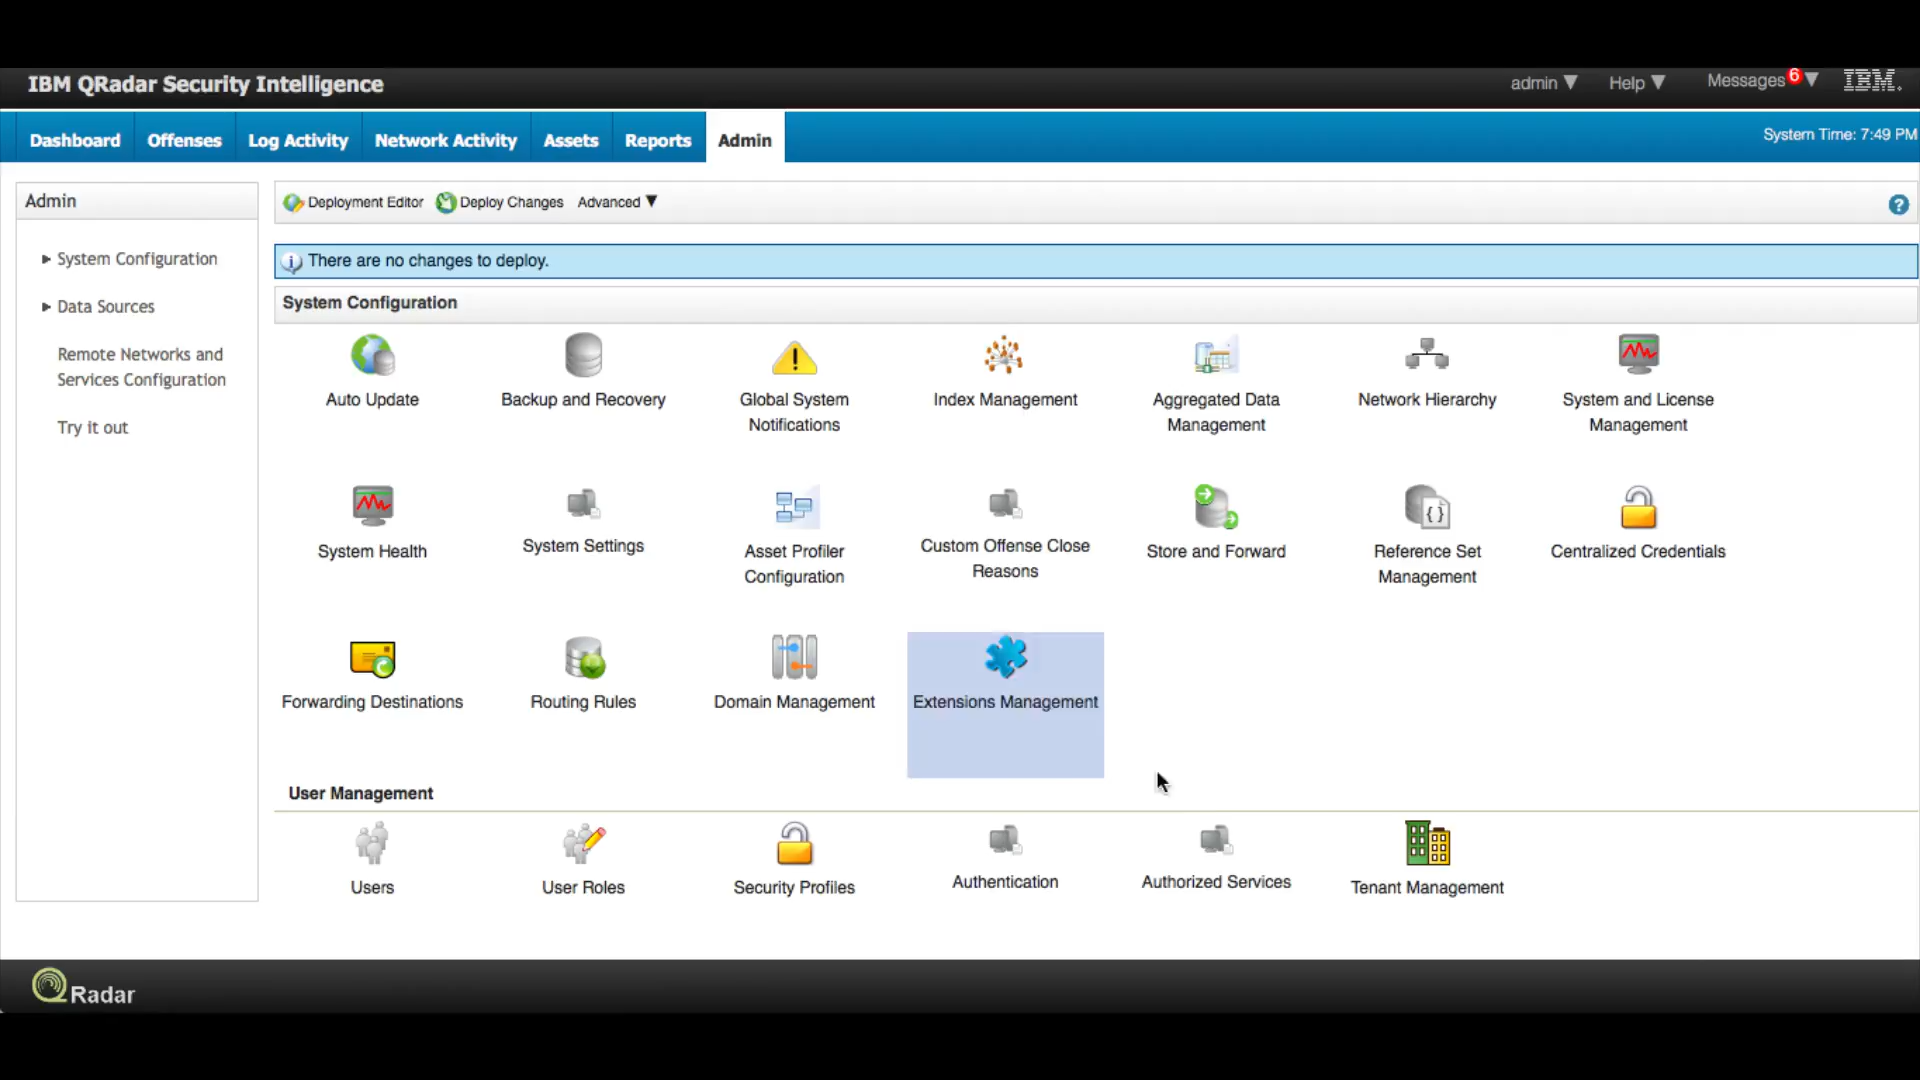 IBM QRadar Security Intelligence
admin ▼ Help ▼ Messages 6 ▼ IBM.
Dashboard Offenses Log Activity Network Activity Assets Reports Admin System Time: 7:49 PM
Admin
System Configuration
Data Sources
Remote Networks and
Services Configuration
Try it out
Deployment Editor Deploy Changes Advanced ▼ ?
There are no changes to deploy.
System Configuration
Auto Update
Backup and Recovery
Global System
Notifications
Index Management
Aggregated Data
Management
Network Hierarchy
System and License
Management
System Health
System Settings
Asset Profiler
Configuration
Custom Offense Close
Reasons
Store and Forward
Reference Set
Management
Centralized Credentials
Forwarding Destinations
Routing Rules
Domain Management
Extensions Management
User Management
Users
User Roles
Security Profiles
Authentication
Authorized Services
Tenant Management
QRadar